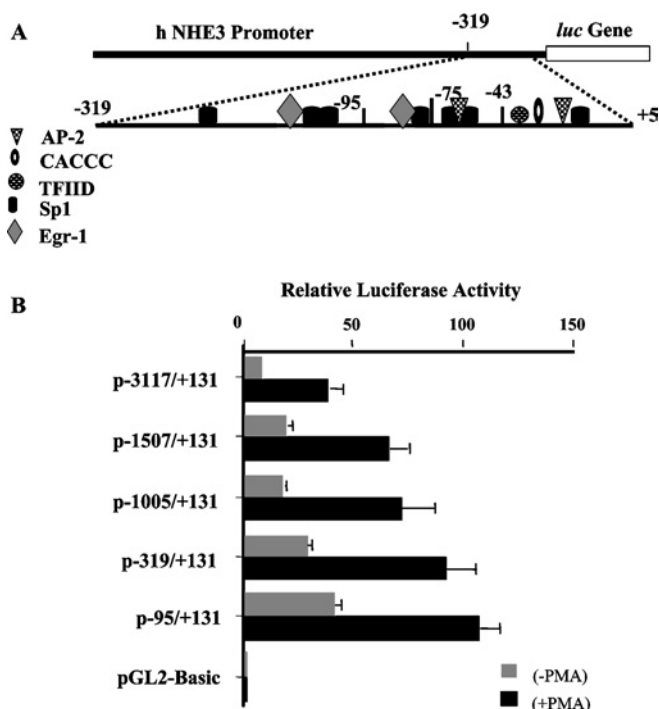 A
h NHE3 Promoter
-319
luc Gene
-319
-95
-75
-43
+5
AP-2
CACCC
TFIID
Sp1
Egr-1
B
Relative Luciferase Activity
0 50 100 150
p-3117/+131
p-1507/+131
p-1005/+131
p-319/+131
p-95/+131
pGL2-Basic
(-PMA)
(+PMA)